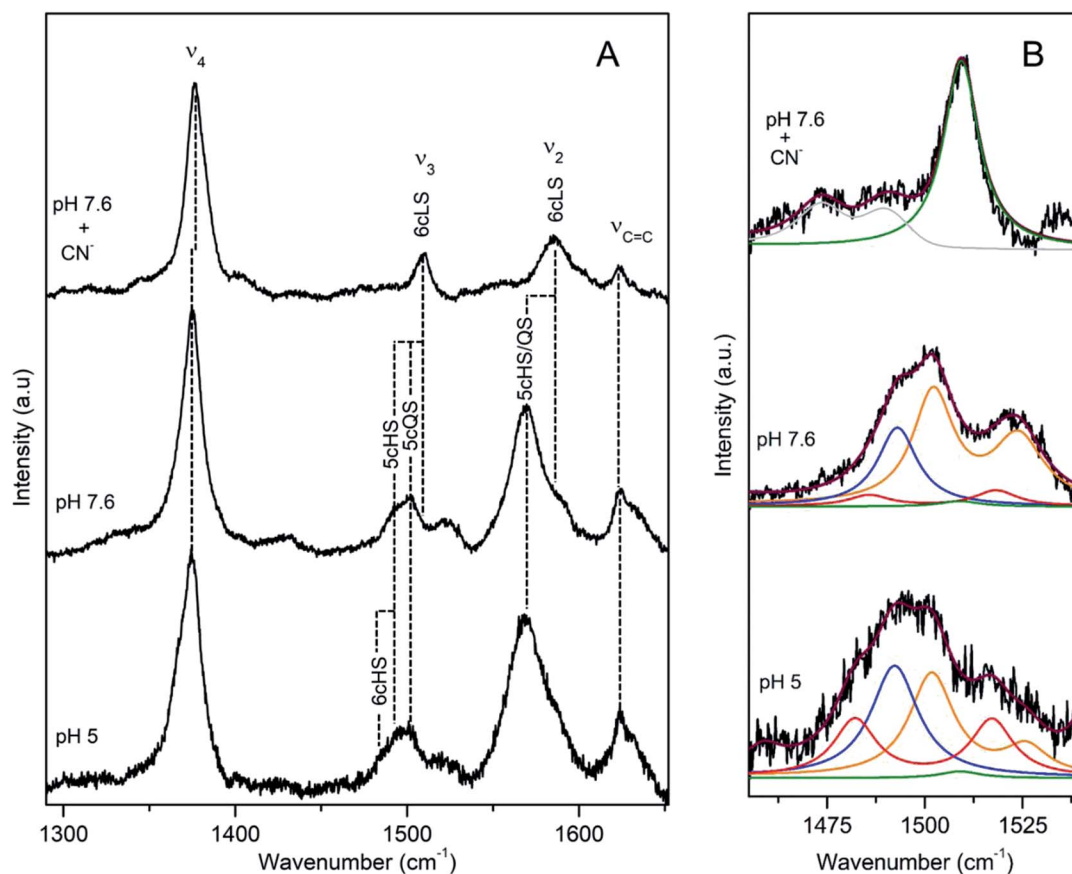 A
ν4
ν3
ν2
νC=C
6cLS
6cLS
pH 7.6
+
CN-
5cHS
5cQS
5cHS/QS
pH 7.6
6cHS
pH 5
Intensity (a.u)
1300
1400
1500
1600
Wavenumber (cm-1)
B
pH 7.6
+
CN-
pH 7.6
pH 5
Intensity (a.u.)
1475
1500
1525
Wavenumber (cm-1)